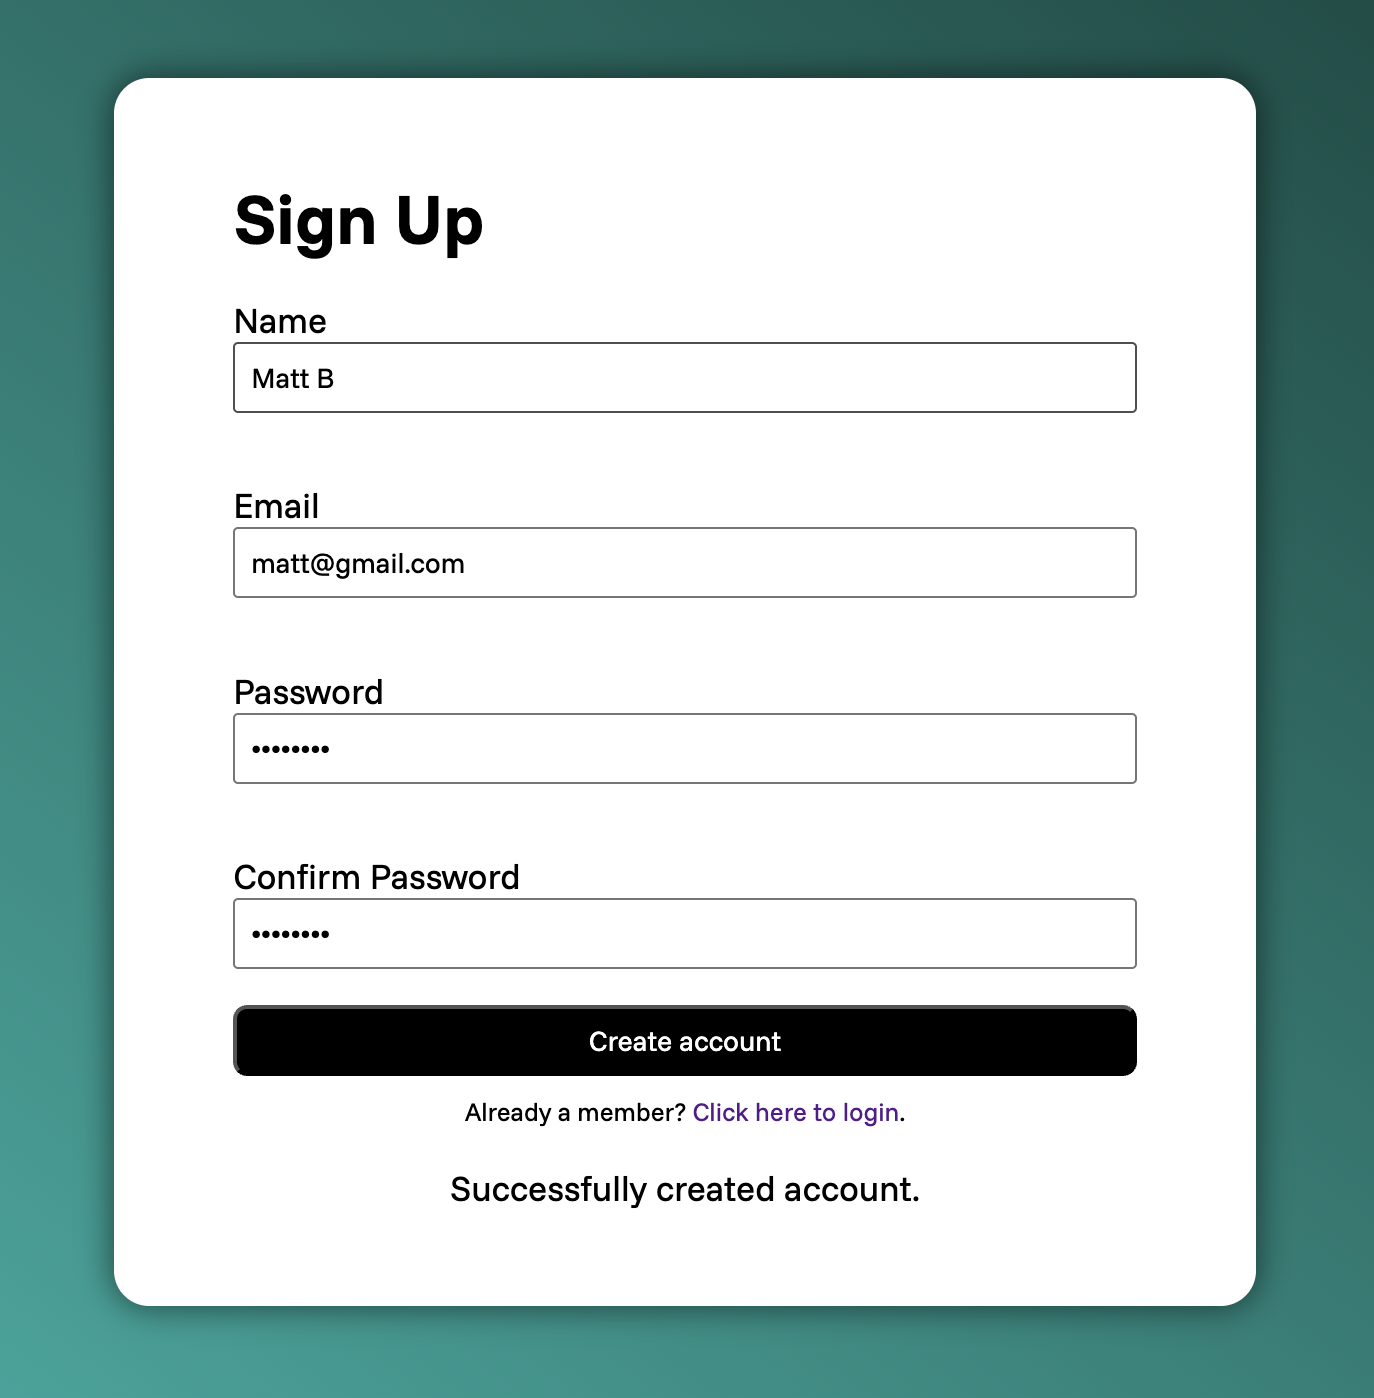 Sign Up
Name
Matt B
Email
matt@gmail.com
Password
••••••••
Confirm Password
••••••••
Create account
Already a member? Click here to login.
Successfully created account.